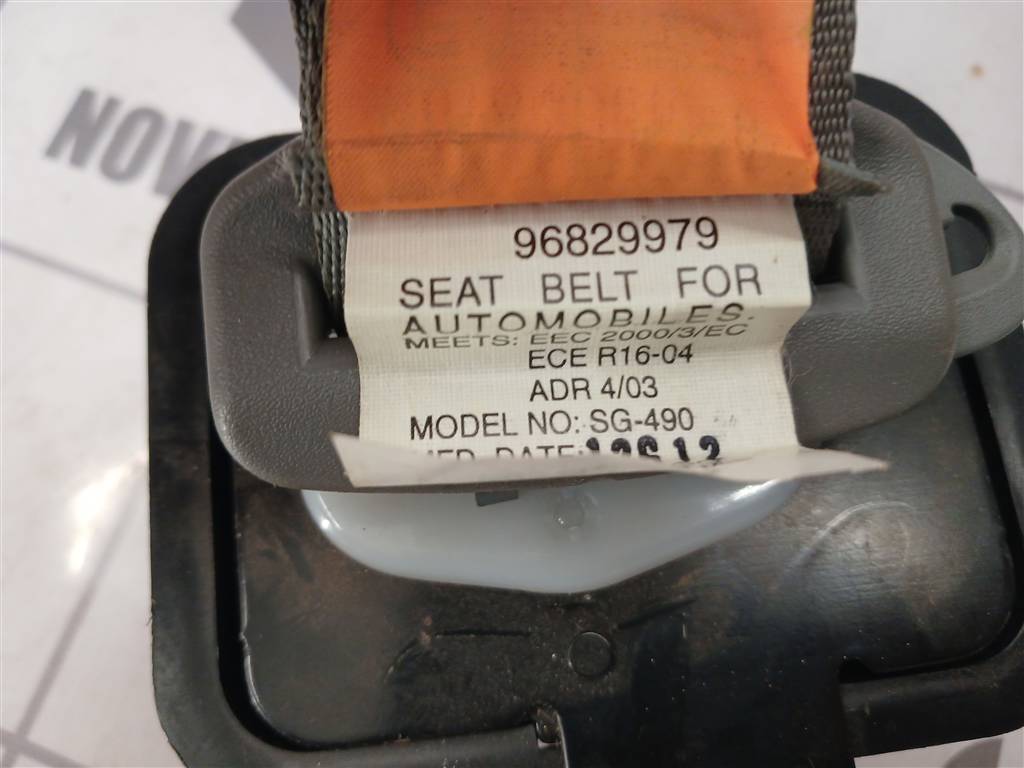 96829979
SEAT BELT FOR
AUTOMOBILES.
MEETS: EEC 2000/3/EC
ECE R16-04
ADR 4/03
MODEL NO: SG-490
DATE: